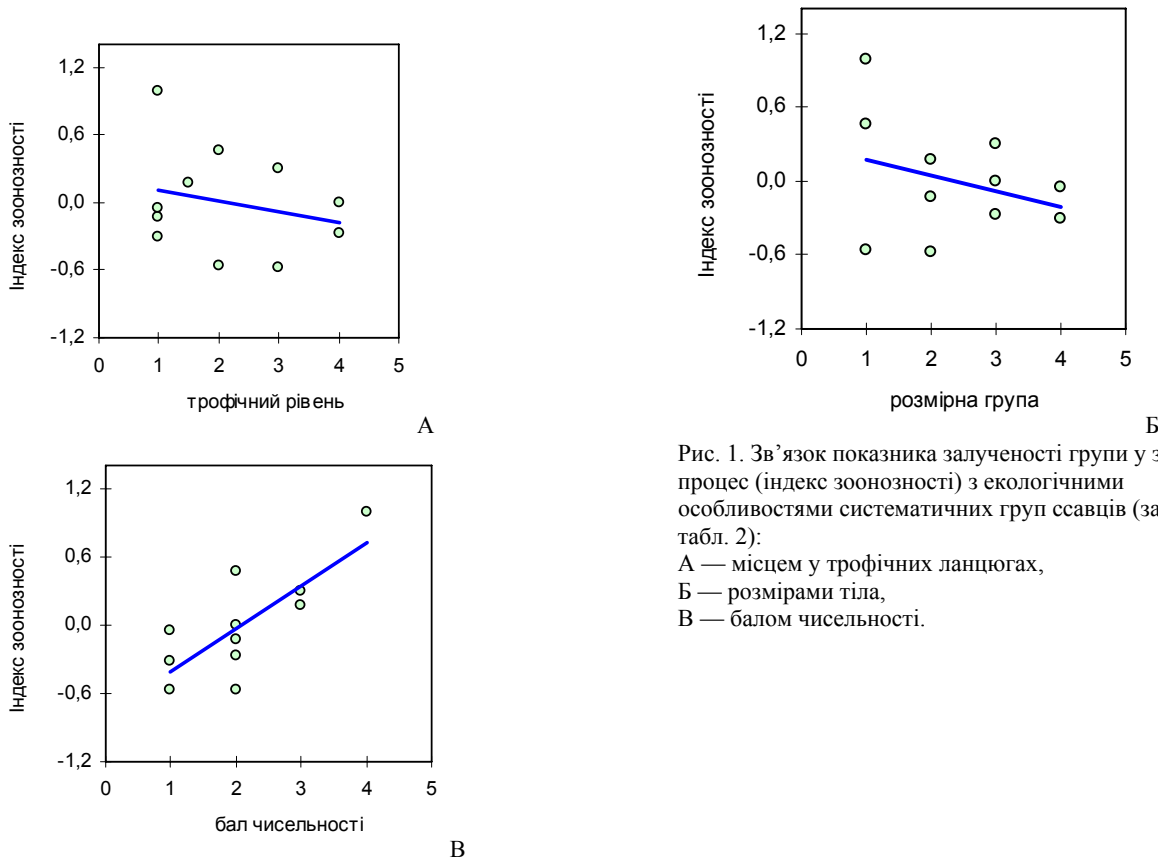 1,2
0,6
0,0
-0,6
-1,2
0 1 2 3 4 5
Індекс зоонозності
трофічний рівень
А
1,2
0,6
0,0
-0,6
-1,2
0 1 2 3 4 5
Індекс зоонозності
розмірна група
Б
1,2
0,6
0,0
-0,6
-1,2
0 1 2 3 4 5
Індекс зоонозності
бал чисельності
В
Рис. 1. Зв’язок показника залученості групи у з
процес (індекс зоонозності) з екологічними
особливостями систематичних груп ссавців (за
табл. 2):
А — місцем у трофічних ланцюгах,
Б — розмірами тіла,
В — балом чисельності.